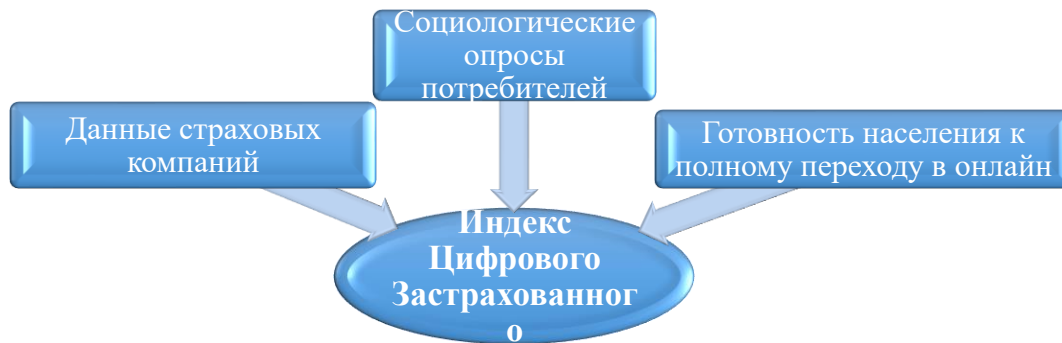 Социологические
опросы
потребителей
Данные страховых
компаний
Готовность населения к
полному переходу в онлайн
Индекс
Цифрового
Застрахованног
о